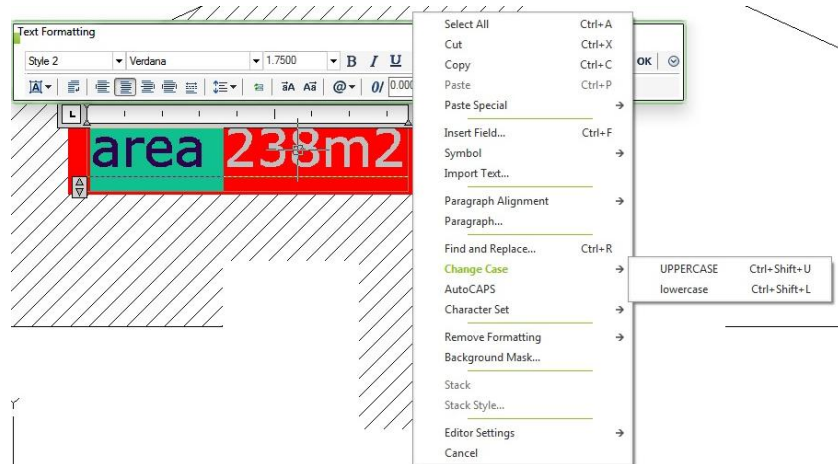 Text Formatting
Style 2 Verdana 1.7500 B I U OK
A aA Aa @ 0/ 0.000
L
area 238m2
Select All Ctrl+A
Cut Ctrl+X
Copy Ctrl+C
Paste Ctrl+P
Paste Special
Insert Field... Ctrl+F
Symbol
Import Text...
Paragraph Alignment
Paragraph...
Find and Replace... Ctrl+R
Change Case
UPPERCASE Ctrl+Shift+U
lowercase Ctrl+Shift+L
AutoCAPS
Character Set
Remove Formatting
Background Mask...
Stack
Stack Style...
Editor Settings
Cancel
Y